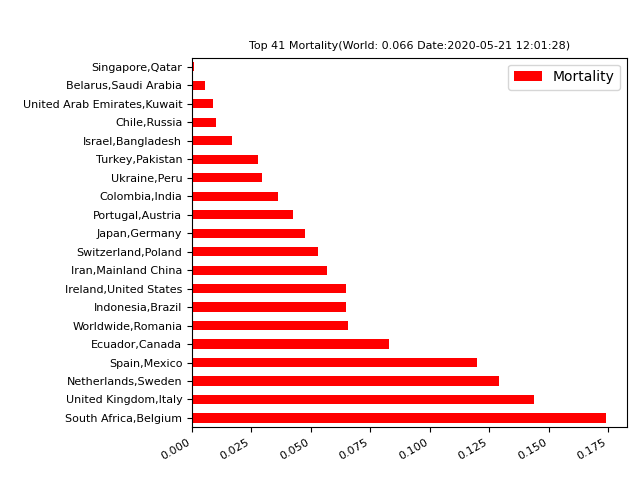 Top 41 Mortality(World: 0.066 Date:2020-05-21 12:01:28)
Mortality
Singapore,Qatar
Belarus,Saudi Arabia
United Arab Emirates,Kuwait
Chile,Russia
Israel,Bangladesh
Turkey,Pakistan
Ukraine,Peru
Colombia,India
Portugal,Austria
Japan,Germany
Switzerland,Poland
Iran,Mainland China
Ireland,United States
Indonesia,Brazil
Worldwide,Romania
Ecuador,Canada
Spain,Mexico
Netherlands,Sweden
United Kingdom,Italy
South Africa,Belgium
0.000 0.025 0.050 0.075 0.100 0.125 0.150 0.175